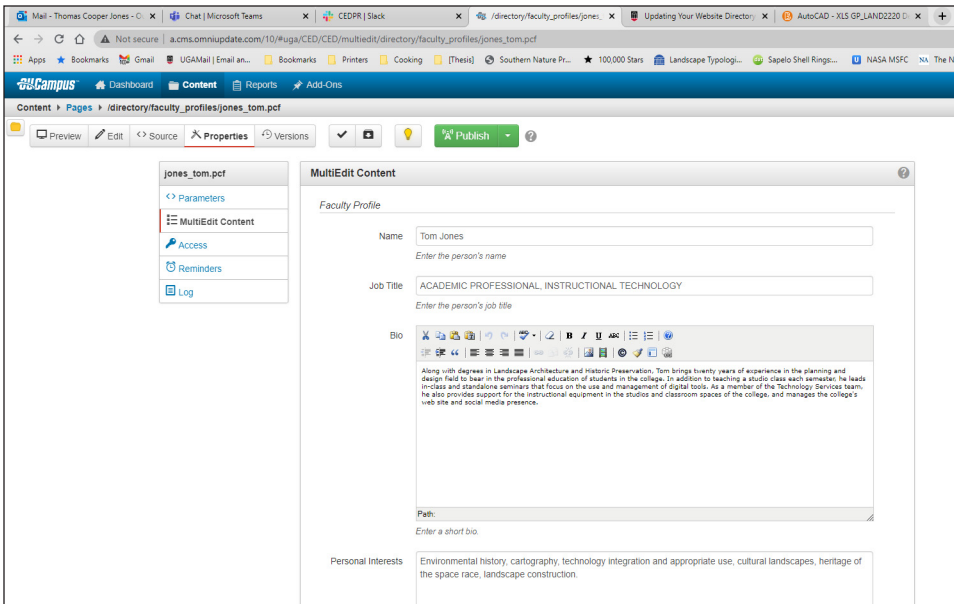 Mail - Thomas Cooper Jones - O
Chat | Microsoft Teams
CEDPR | Slack
/directory/faculty_profiles/jones_
Updating Your Website Directory
AutoCAD - XLS GP_LAND2220 D
Not secure | a.cms.omniupdate.com/10/#uga/CED/CED/multiedit/directory/faculty_profiles/jones_tom.pcf
Apps Bookmarks Gmail UGAMail | Email an... Bookmarks Printers Cooking [Thesis] Southern Nature Pr... 100,000 Stars Landscape Typologi... Sapelo Shell Rings:... NASA MSFC NA The N
OUCampus Dashboard Content Reports Add-Ons
Content Pages /directory/faculty_profiles/jones_tom.pcf
Preview Edit Source Properties Versions Publish
jones_tom.pcf
Parameters
MultiEdit Content
Access
Reminders
Log
MultiEdit Content
Faculty Profile
Name Tom Jones
Enter the person's name
Job Title ACADEMIC PROFESSIONAL, INSTRUCTIONAL TECHNOLOGY
Enter the person's job title
Bio
B I U ABC
Along with degrees in Landscape Architecture and Historic Preservation, Tom brings twenty years of experience in the planning and
design field to bear in the professional education of students in the college. In addition to teaching a studio class each semester, he leads
in-class and standalone seminars that focus on the use and management of digital tools. As a member of the Technology Services team,
he also provides support for the instructional equipment in the studios and classroom spaces of the college, and manages the college's
web site and social media presence.
Path:
Enter a short bio.
Personal Interests Environmental history, cartography, technology integration and appropriate use, cultural landscapes, heritage of
the space race, landscape construction.